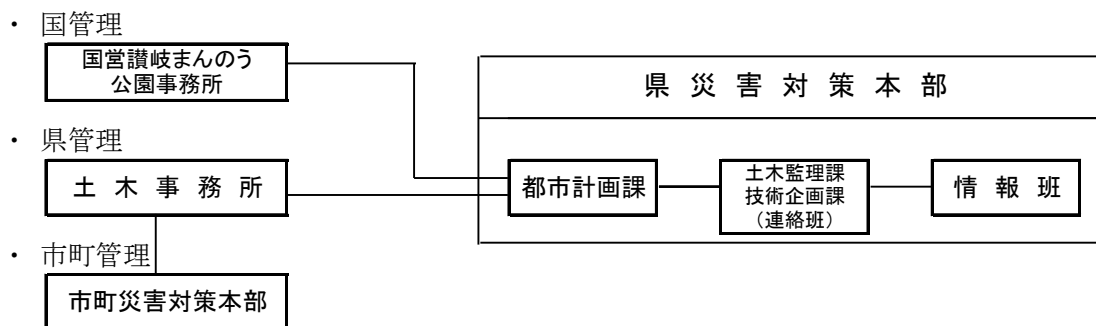 ・ 国管理
国営讃岐まんのう
公園事務所
県災害対策本部
・ 県管理
土木事務所
都市計画課
土木監理課
技術企画課
（連絡班）
情報班
・ 市町管理
市町災害対策本部